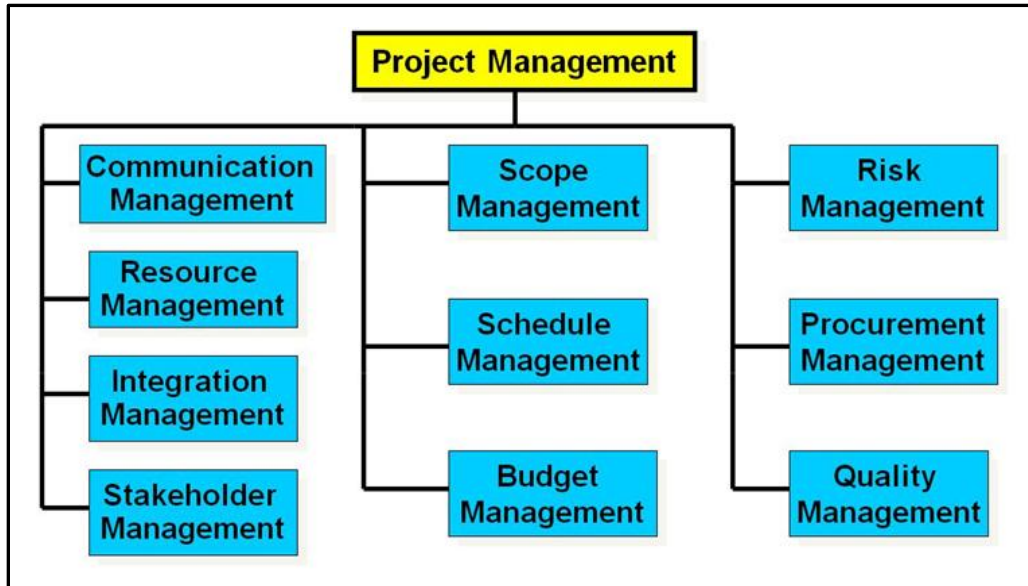 Project Management
Communication
Management
Resource
Management
Integration
Management
Stakeholder
Management
Scope
Management
Schedule
Management
Budget
Management
Risk
Management
Procurement
Management
Quality
Management